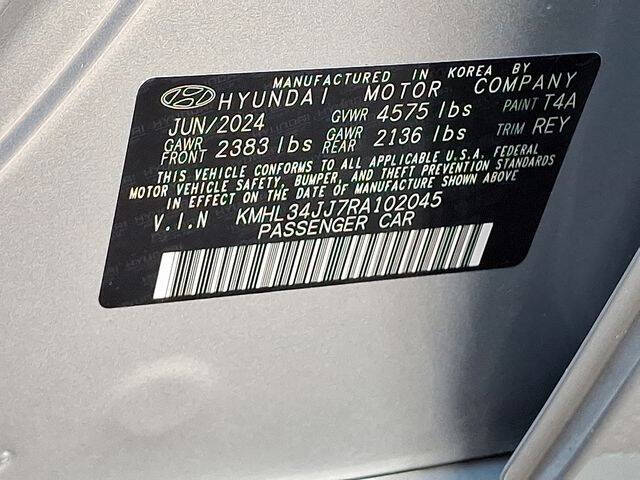 MANUFACTURED IN KOREA BY
HYUNDAI MOTOR COMPANY
JUN/2024 GVWR 4575 lbs PAINT T4A
GAWR FRONT 2383 lbs GAWR REAR 2136 lbs TRIM REY
THIS VEHICLE CONFORMS TO ALL APPLICABLE U.S.A. FEDERAL
MOTOR VEHICLE SAFETY, BUMPER, AND THEFT PREVENTION STANDARDS
IN EFFECT ON THE DATE OF MANUFACTURE SHOWN ABOVE.
V.I.N KMHL34JJ7RA102045
PASSENGER CAR